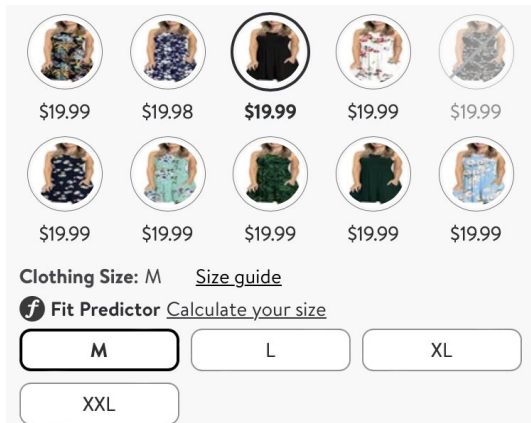 $19.99 $19.98 $19.99 $19.99 $19.99
$19.99 $19.99 $19.99 $19.99 $19.99
Clothing Size: M Size guide
f Fit Predictor Calculate your size
M L XL
XXL